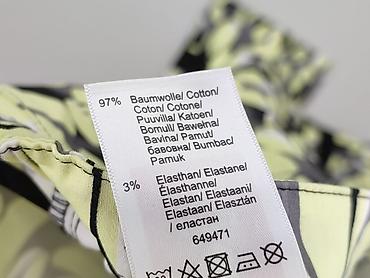 97% Baumwolle/ Cotton/
Coton/ Cotone/
Puuvilla/ Katoen/
Bomull/ Bawełna/
Bavlna/ Pamut/
бавовна/ Bumbac/
Pamuk
3% Elasthan/ Elastane/
Élasthanne/
Elastan/ Elastaani/
Elastaan/ Elasztán/
/ еластан
649471